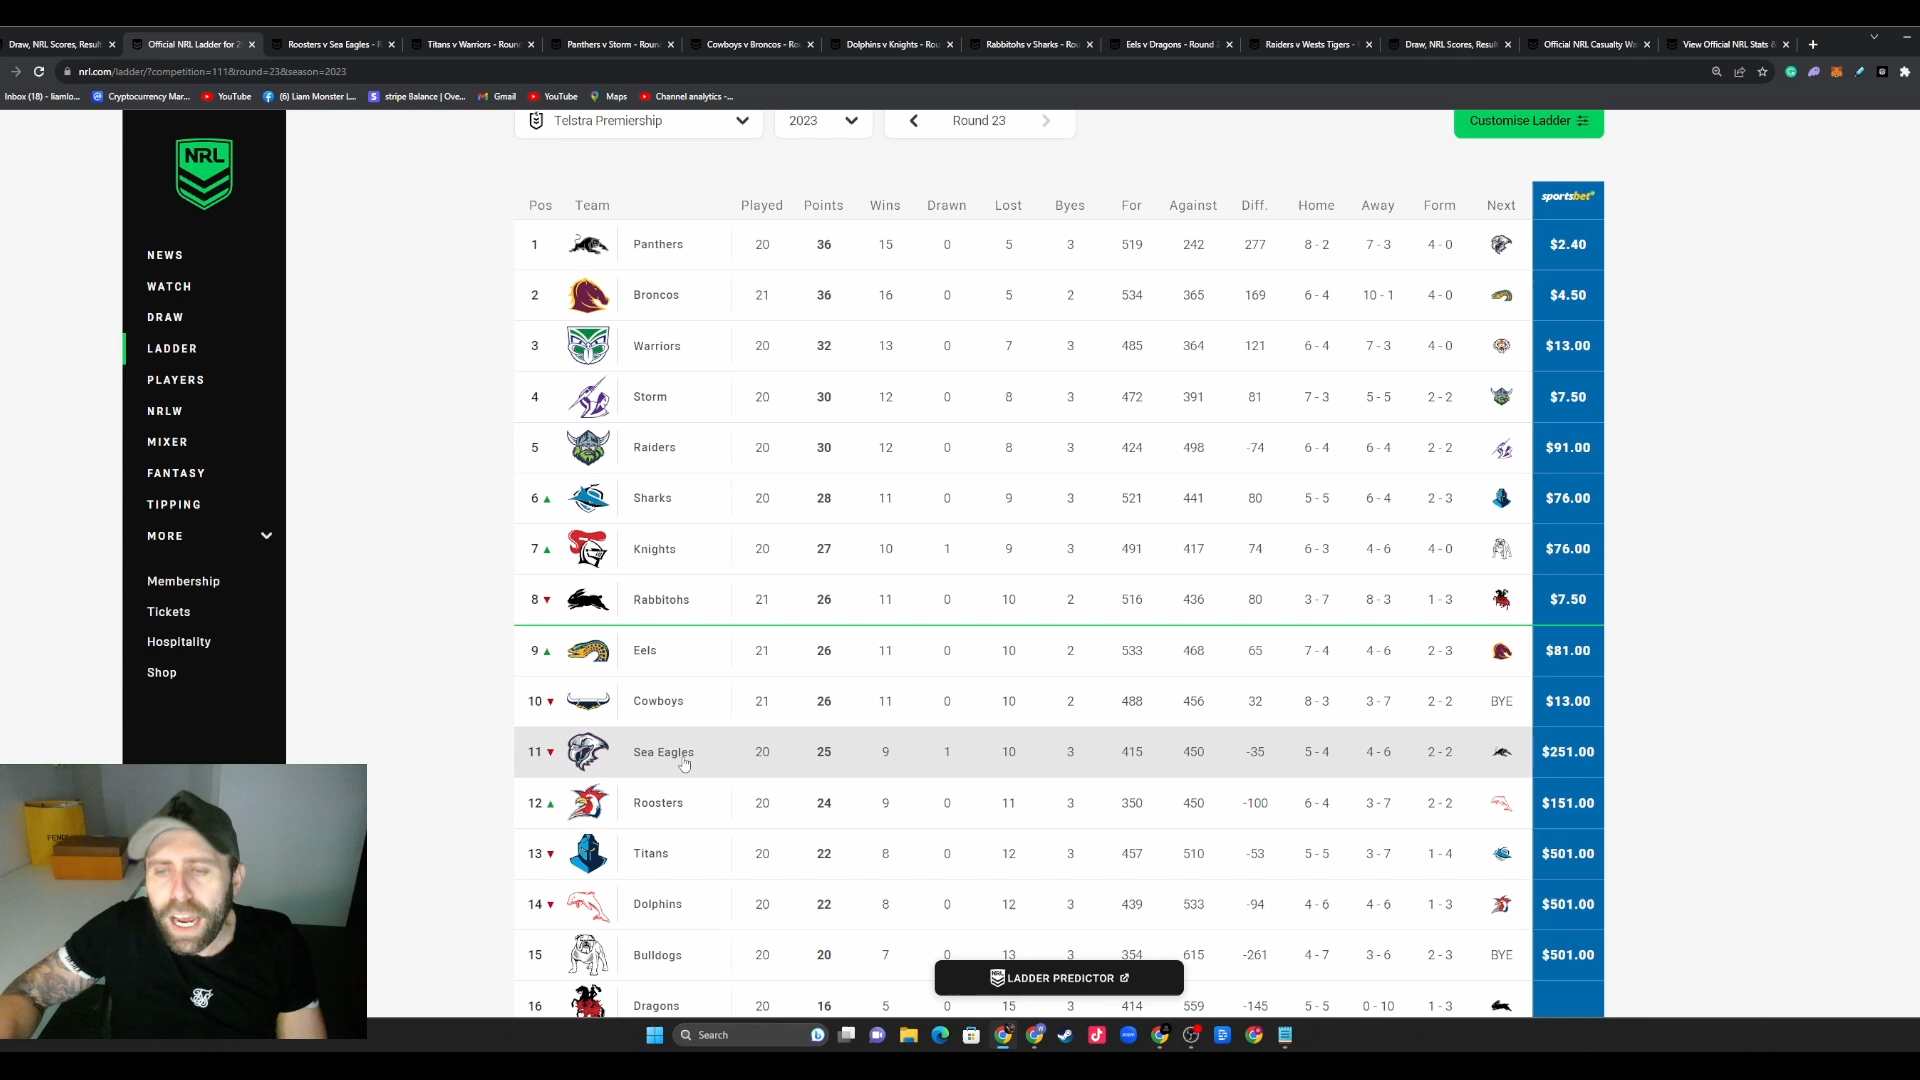 Draw, NRL Scores, Result × Official NRL Ladder for 2 × Roosters v Sea Eagles - R × Titans v Warriors - Roun × Panthers v Storm - Roun × Cowboys v Broncos - Ro × Dolphins v Knights - Rou × Rabbitohs v Sharks - Rou × Eels v Dragons - Round 2 × Raiders v Wests Tigers - × Draw, NRL Scores, Result × Official NRL Casualty Wa × View Official NRL Stats & × +
nrl.com/ladder/?competition=111&round=23&season=2023
Inbox (18) - liamlo... Cryptocurrency Mar... YouTube (6) Liam Monster L... stripe Balance | Ove... Gmail YouTube Maps Channel analytics -...
Telstra Premiership 2023 Round 23 Customise Ladder
NRL
NEWS
WATCH
DRAW
LADDER
PLAYERS
NRLW
MIXER
FANTASY
TIPPING
MORE
Membership
Tickets
Hospitality
Shop
Pos Team Played Points Wins Drawn Lost Byes For Against Diff. Home Away Form Next sportsbet
1 Panthers 20 36 15 0 5 3 519 242 277 8 - 2 7 - 3 4 - 0 $2.40
2 Broncos 21 36 16 0 5 2 534 365 169 6 - 4 10 - 1 4 - 0 $4.50
3 Warriors 20 32 13 0 7 3 485 364 121 6 - 4 7 - 3 4 - 0 $13.00
4 Storm 20 30 12 0 8 3 472 391 81 7 - 3 5 - 5 2 - 2 $7.50
5 Raiders 20 30 12 0 8 3 424 498 -74 6 - 4 6 - 4 2 - 2 $91.00
6 Sharks 20 28 11 0 9 3 521 441 80 5 - 5 6 - 4 2 - 3 $76.00
7 Knights 20 27 10 1 9 3 491 417 74 6 - 3 4 - 6 4 - 0 $76.00
8 Rabbitohs 21 26 11 0 10 2 516 436 80 3 - 7 8 - 3 1 - 3 $7.50
9 Eels 21 26 11 0 10 2 533 468 65 7 - 4 4 - 6 2 - 3 $81.00
10 Cowboys 21 26 11 0 10 2 488 456 32 8 - 3 3 - 7 2 - 2 BYE $13.00
11 Sea Eagles 20 25 9 1 10 3 415 450 -35 5 - 4 4 - 6 2 - 2 $251.00
12 Roosters 20 24 9 0 11 3 350 450 -100 6 - 4 3 - 7 2 - 2 $151.00
13 Titans 20 22 8 0 12 3 457 510 -53 5 - 5 3 - 7 1 - 4 $501.00
14 Dolphins 20 22 8 0 12 3 439 533 -94 4 - 6 4 - 6 1 - 3 $501.00
15 Bulldogs 20 20 7 0 13 3 354 615 -261 4 - 7 3 - 6 2 - 3 BYE $501.00
LADDER PREDICTOR
16 Dragons 20 16 5 0 15 3 414 559 -145 5 - 5 0 - 10 1 - 3
FENDI
Search